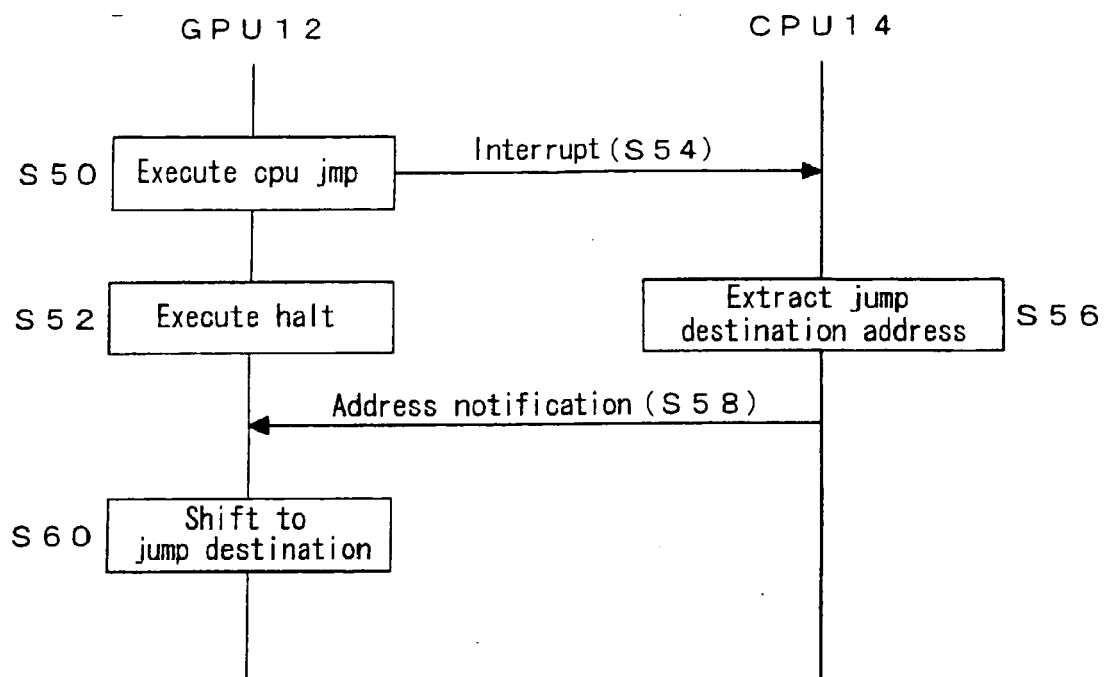 GPU12
CPU14
S50
Execute cpu jmp
Interrupt(S54)
S52
Execute halt
Extract jump
destination address
S56
Address notification(S58)
S60
Shift to
jump destination